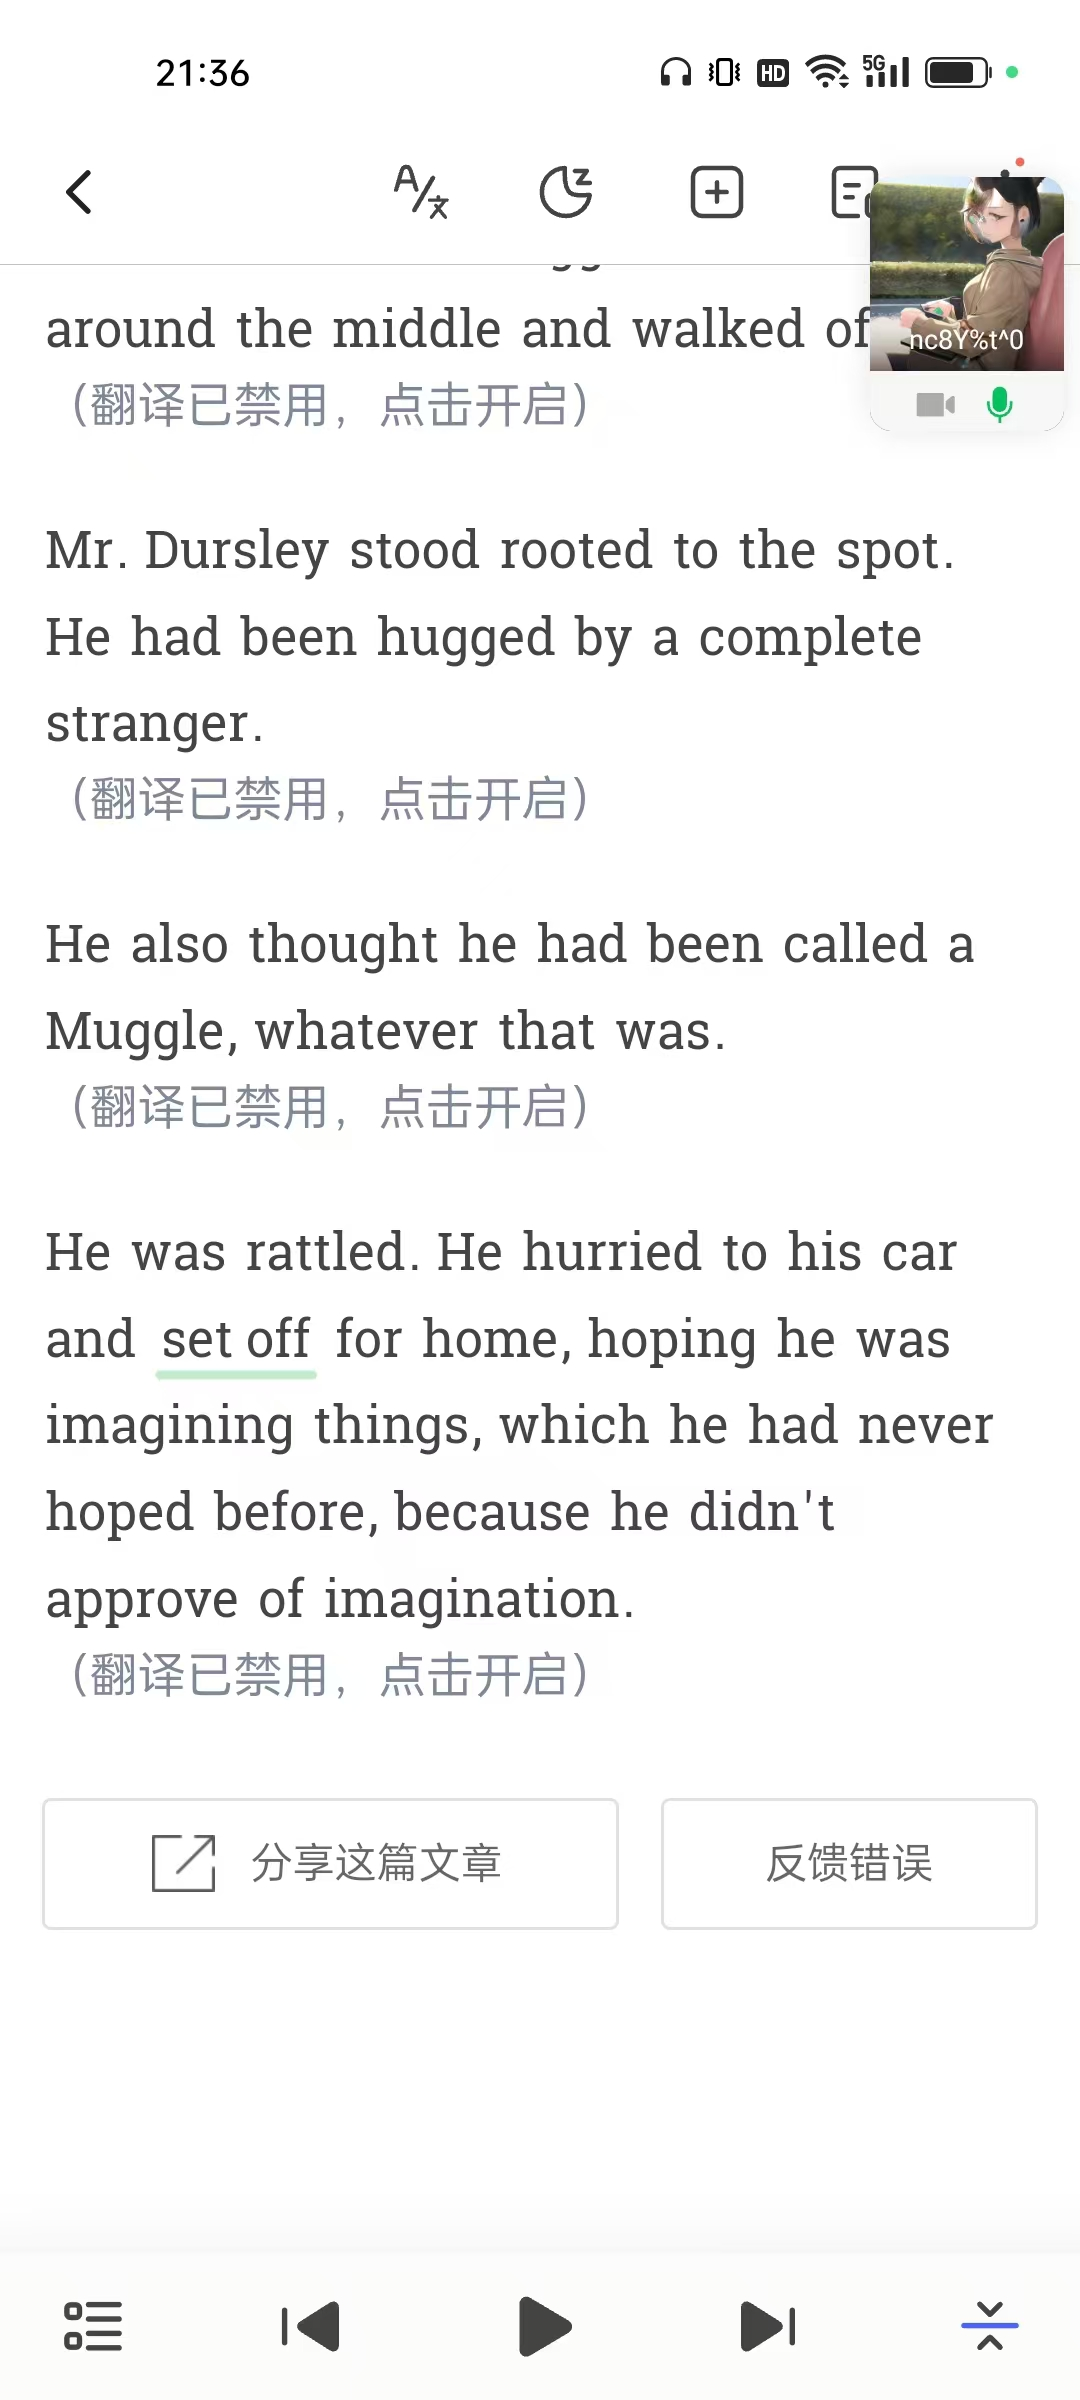 21:36
HD
5G
around the middle and walked of
nc8Y%t^0
（翻译已禁用，点击开启）
Mr. Dursley stood rooted to the spot.
He had been hugged by a complete
stranger.
（翻译已禁用，点击开启）
He also thought he had been called a
Muggle, whatever that was.
（翻译已禁用，点击开启）
He was rattled. He hurried to his car
and set off for home, hoping he was
imagining things, which he had never
hoped before, because he didn't
approve of imagination.
（翻译已禁用，点击开启）
分享这篇文章
反馈错误